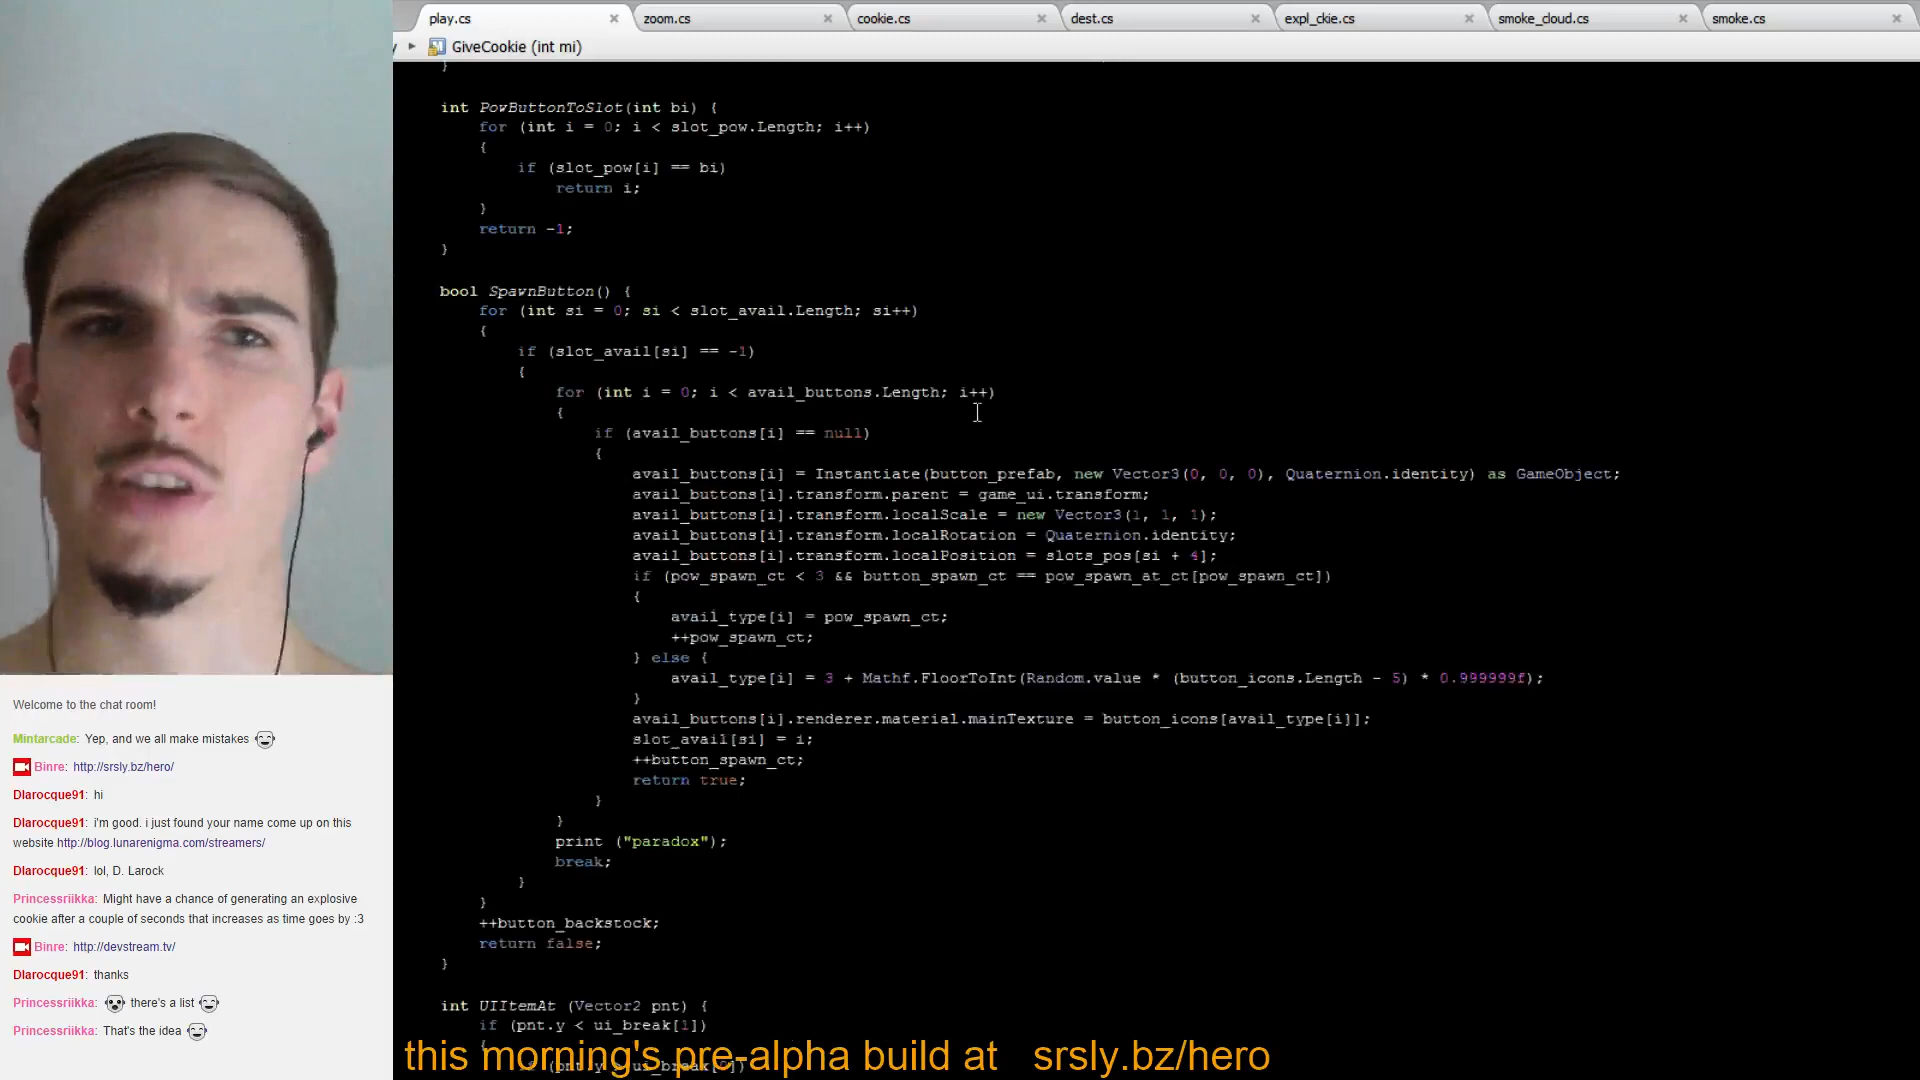 play.cs
zoom.cs
cookie.cs
dest.cs
expl_ckie.cs
smoke_cloud.cs
smoke.cs
GiveCookie (int mi)
}
int PowButtonToSlot(int bi) {
for (int i = 0; i < slot_pow.Length; i++)
{
if (slot_pow[i] == bi)
return i;
}
return -1;
}
bool SpawnButton() {
for (int si = 0; si < slot_avail.Length; si++)
{
if (slot_avail[si] == -1)
{
for (int i = 0; i < avail_buttons.Length; i++)
{
if (avail_buttons[i] == null)
{
avail_buttons[i] = Instantiate(button_prefab, new Vector3(0, 0, 0), Quaternion.identity) as GameObject;
avail_buttons[i].transform.parent = game_ui.transform;
avail_buttons[i].transform.localScale = new Vector3(1, 1, 1);
avail_buttons[i].transform.localRotation = Quaternion.identity;
avail_buttons[i].transform.localPosition = slots_pos[si + 4];
if (pow_spawn_ct < 3 && button_spawn_ct == pow_spawn_at_ct[pow_spawn_ct])
{
avail_type[i] = pow_spawn_ct;
++pow_spawn_ct;
} else {
avail_type[i] = 3 + Mathf.FloorToInt(Random.value * (button_icons.Length - 5) * 0.999999f);
}
avail_buttons[i].renderer.material.mainTexture = button_icons[avail_type[i]];
slot_avail[si] = i;
++button_spawn_ct;
return true;
}
}
print ("paradox");
break;
}
}
++button_backstock;
return false;
}
int UIItemAt (Vector2 pnt) {
if (pnt.y < ui_break[1])
{
this morning's pre-alpha build at srsly.bz/hero
Welcome to the chat room!
Mintarcade: Yep, and we all make mistakes
Binre: http://srsly.bz/hero/
Dlarocque91: hi
Dlarocque91: i'm good. i just found your name come up on this
website http://blog.lunarenigma.com/streamers/
Dlarocque91: lol, D. Larock
Princessriikka: Might have a chance of generating an explosive
cookie after a couple of seconds that increases as time goes by :3
Binre: http://devstream.tv/
Dlarocque91: thanks
Princessriikka: there's a list
Princessriikka: That's the idea